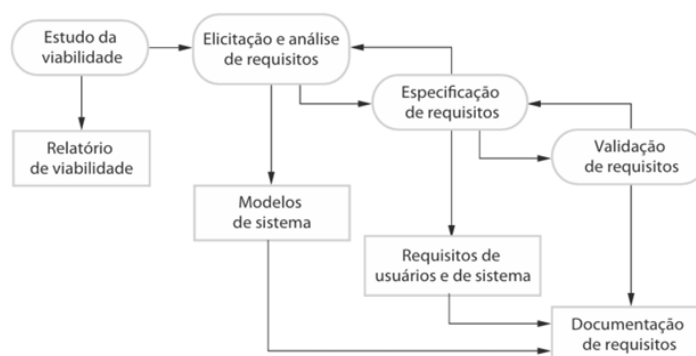 Estudo da
viabilidade
Elicitação e análise
de requisitos
Especificação
de requisitos
Validação
de requisitos
Relatório
de viabilidade
Modelos
de sistema
Requisitos de
usuários e de sistema
Documentação
de requisitos